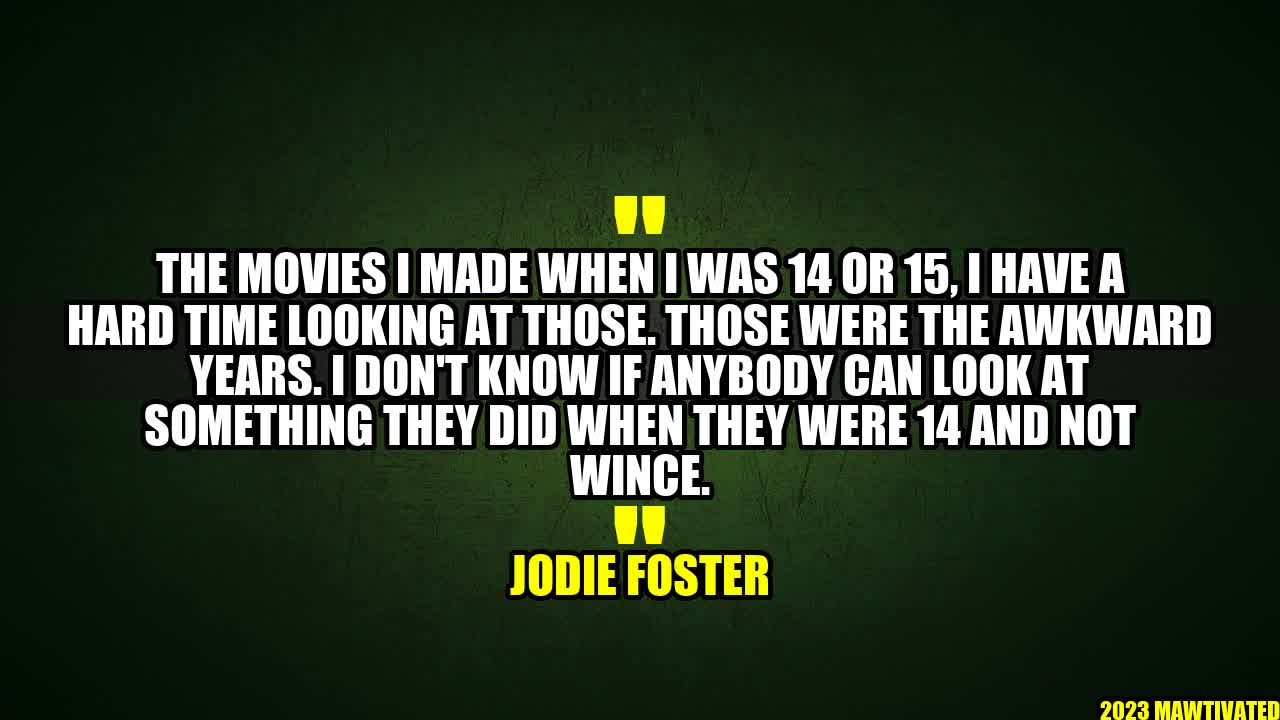 "
THE MOVIES I MADE WHEN I WAS 14 OR 15, I HAVE A
HARD TIME LOOKING AT THOSE. THOSE WERE THE AWKWARD
YEARS. I DON'T KNOW IF ANYBODY CAN LOOK AT
SOMETHING THEY DID WHEN THEY WERE 14 AND NOT
WINCE.
"
JODIE FOSTER
2023 MAWTIVATED